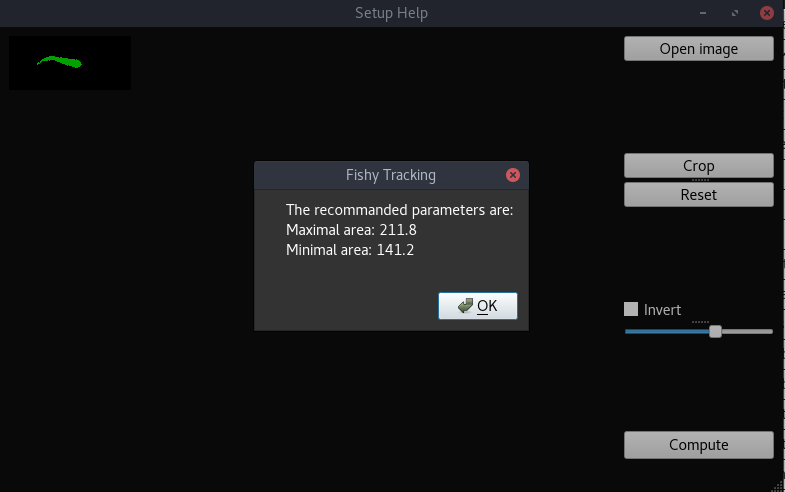 Setup Help
Open image
Fishy Tracking
Crop
Reset
The recommanded parameters are:
Maximal area: 211.8
Minimal area: 141.2
OK
Invert
Compute